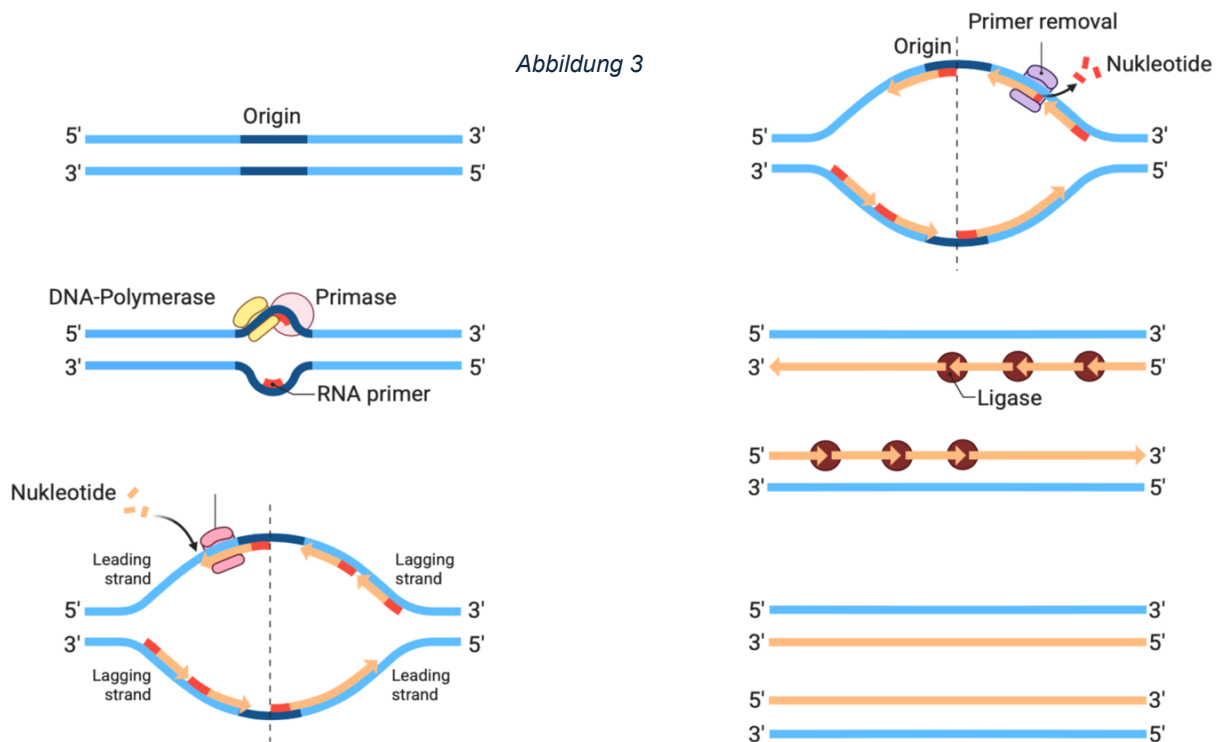 Abbildung 3
Origin
5' 3'
3' 5'
DNA-Polymerase Primase
5' 3'
3' 5'
RNA primer
Nukleotide
Leading
strand
Lagging
strand
5' 3'
3' 5'
Lagging
strand
Leading
strand
Primer removal
Origin
Nukleotide
5' 3'
3' 5'
5' 3'
3' 5'
Ligase
5' 3'
3' 5'
5' 3'
3' 5'
5' 3'
3' 5'